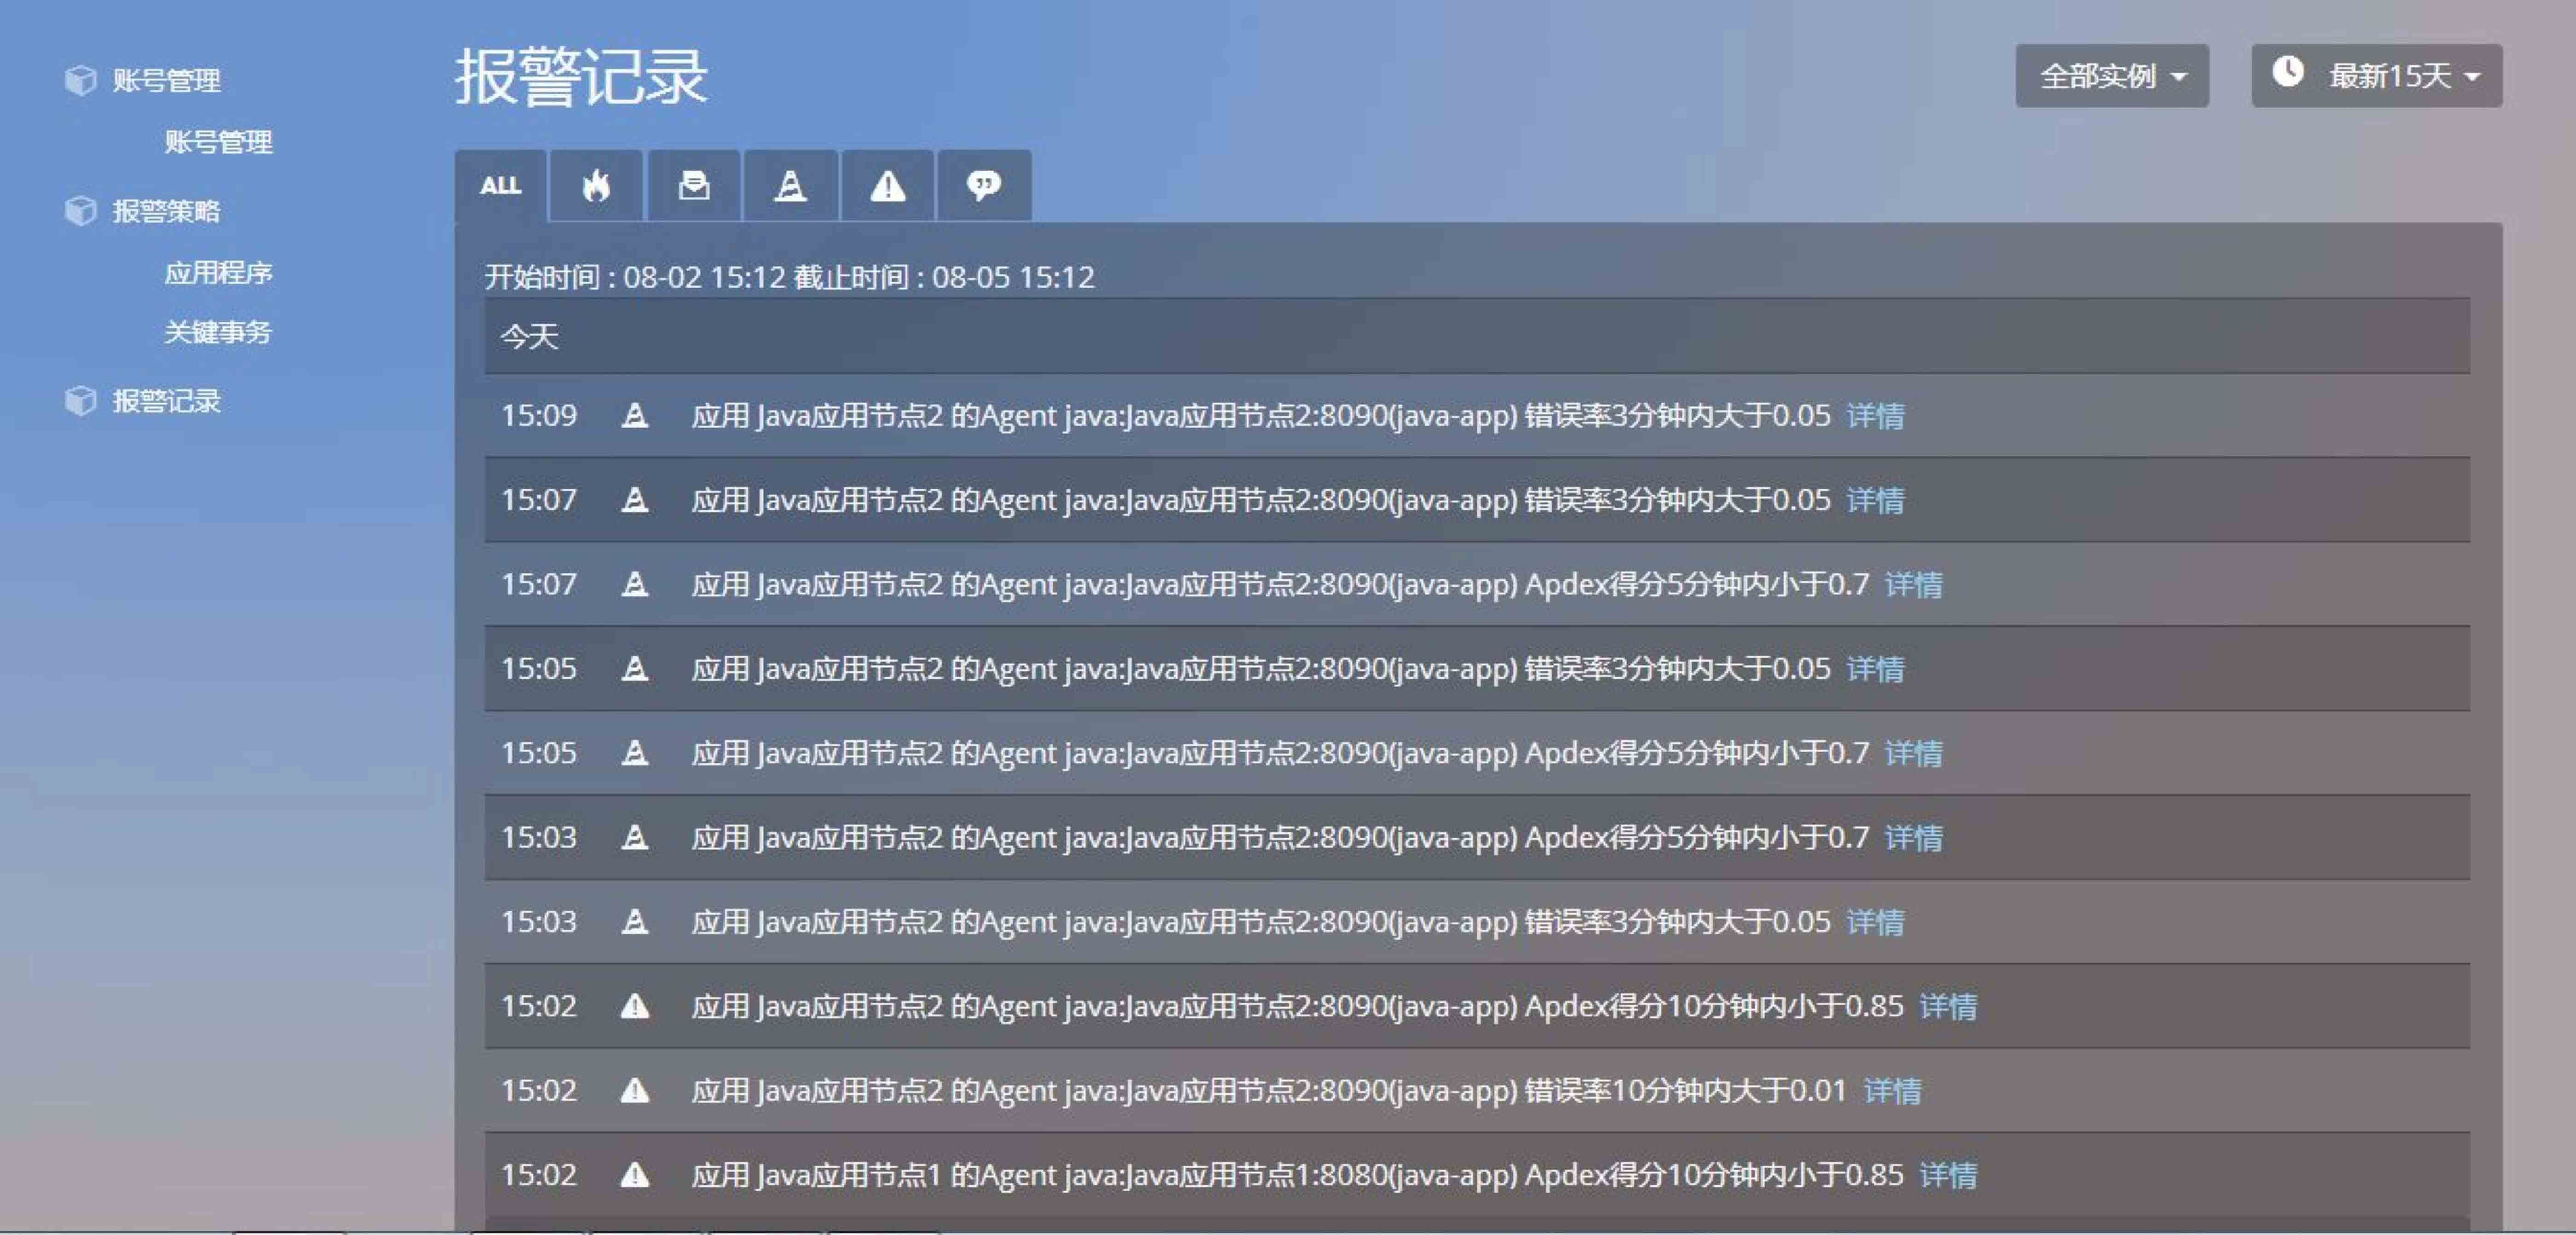 账号管理
账号管理
报警策略
应用程序
关键事务
报警记录
报警记录
全部实例
最新15天
ALL
开始时间 : 08-02 15:12 截止时间 : 08-05 15:12
今天
15:09 应用 Java应用节点2 的Agent java:Java应用节点2:8090(java-app) 错误率3分钟内大于0.05 详情
15:07 应用 Java应用节点2 的Agent java:Java应用节点2:8090(java-app) 错误率3分钟内大于0.05 详情
15:07 应用 Java应用节点2 的Agent java:Java应用节点2:8090(java-app) Apdex得分5分钟内小于0.7 详情
15:05 应用 Java应用节点2 的Agent java:Java应用节点2:8090(java-app) 错误率3分钟内大于0.05 详情
15:05 应用 Java应用节点2 的Agent java:Java应用节点2:8090(java-app) Apdex得分5分钟内小于0.7 详情
15:03 应用 Java应用节点2 的Agent java:Java应用节点2:8090(java-app) Apdex得分5分钟内小于0.7 详情
15:03 应用 Java应用节点2 的Agent java:Java应用节点2:8090(java-app) 错误率3分钟内大于0.05 详情
15:02 应用 Java应用节点2 的Agent java:Java应用节点2:8090(java-app) Apdex得分10分钟内小于0.85 详情
15:02 应用 Java应用节点2 的Agent java:Java应用节点2:8090(java-app) 错误率10分钟内大于0.01 详情
15:02 应用 Java应用节点1 的Agent java:Java应用节点1:8080(java-app) Apdex得分10分钟内小于0.85 详情